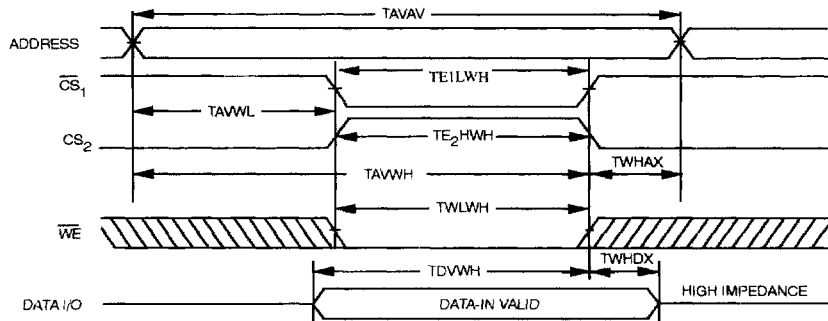 TAVAV
ADDRESS
CS1
TE1LWH
TAVWL
CS2
TE2HWH
TAVWH
TWHAX
TWLWH
WE
TDVWH
TWHDX
DATA I/O
DATA-IN VALID
HIGH IMPEDANCE